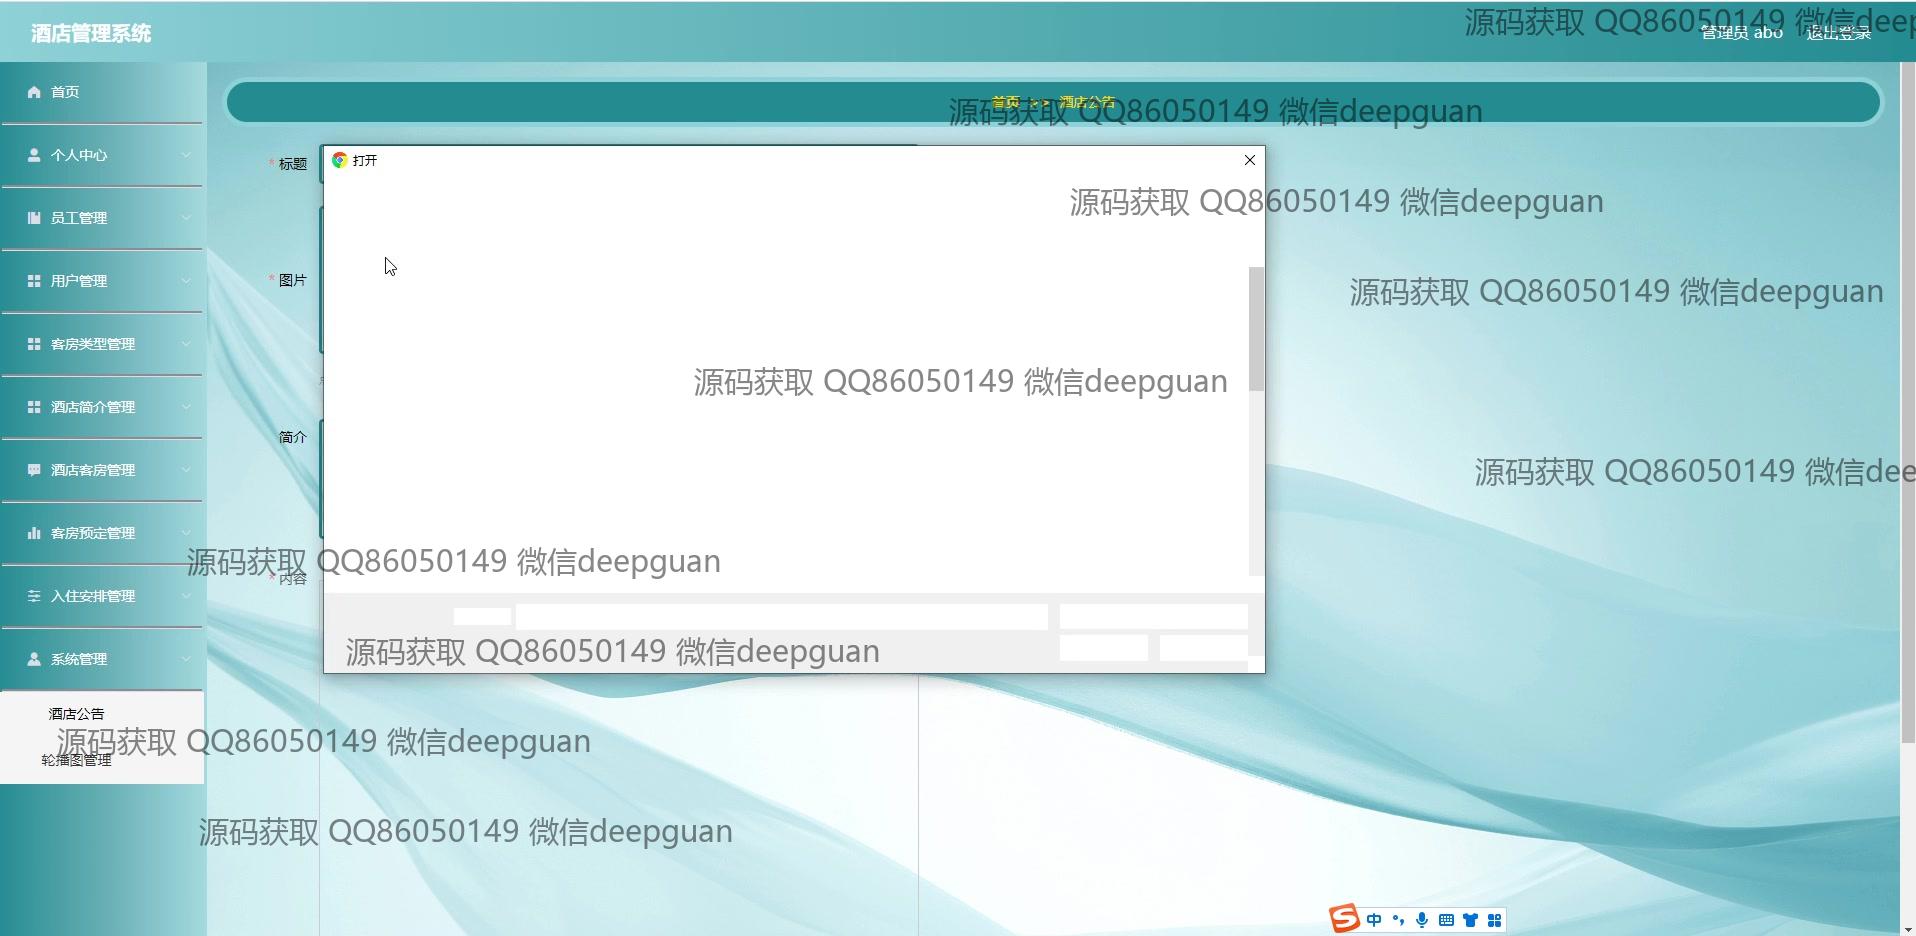 酒店管理系统
源码获取 QQ86050149 微信deep
管理员 abo
退出登录
首页
个人中心
员工管理
用户管理
客房类型管理
酒店简介管理
酒店客房管理
客房预定管理
入住安排管理
系统管理
酒店公告
轮播图管理
首页 >> 酒店公告
源码获取 QQ86050149 微信deepguan
* 标题
打开
源码获取 QQ86050149 微信deepguan
* 图片
源码获取 QQ86050149 微信deepguan
源码获取 QQ86050149 微信deepguan
简介
源码获取 QQ86050149 微信dee
源码获取 QQ86050149 微信deepguan
* 内容
源码获取 QQ86050149 微信deepguan
源码获取 QQ86050149 微信deepguan
源码获取 QQ86050149 微信deepguan
S 中